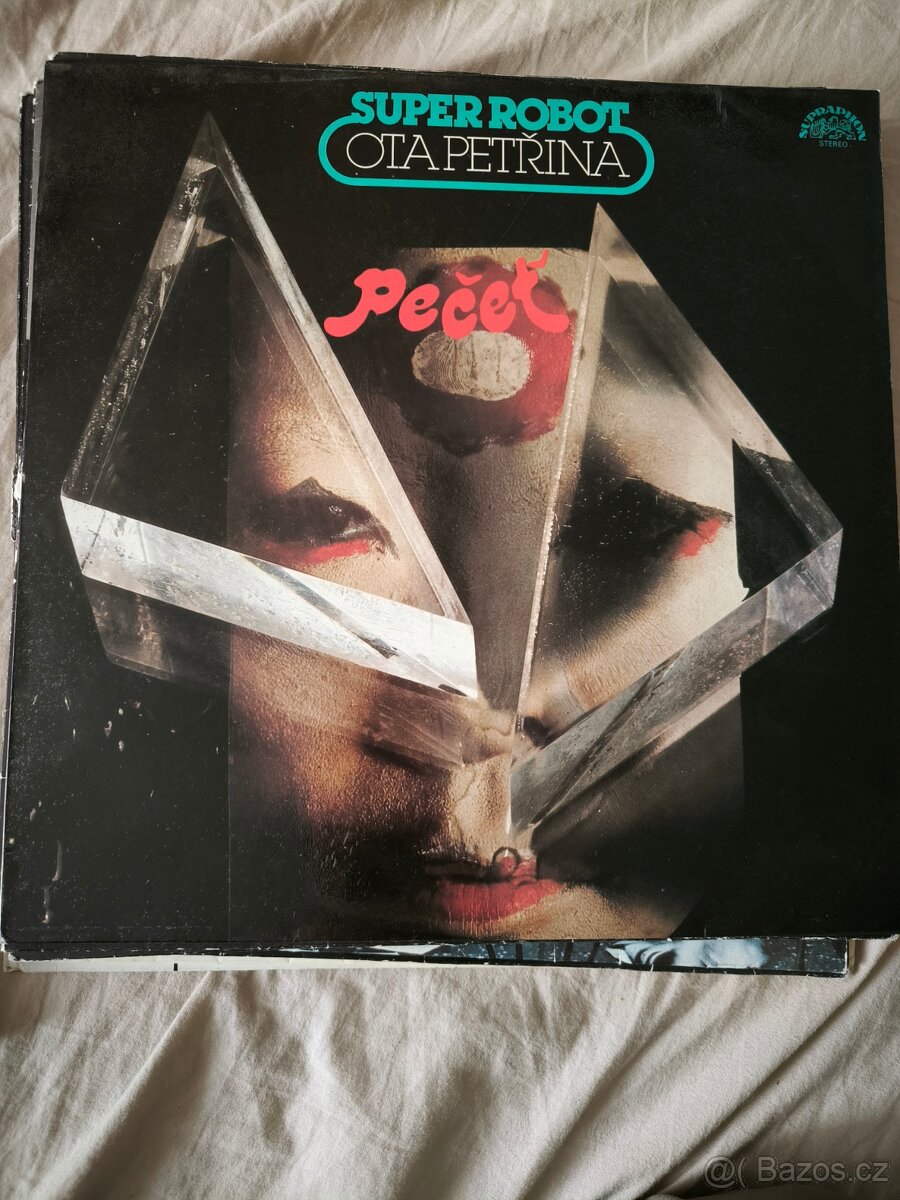 SUPER ROBOT
OTA PETŘINA
SUPRAPHON
STEREO
Pečeť
@( Bazos.cz